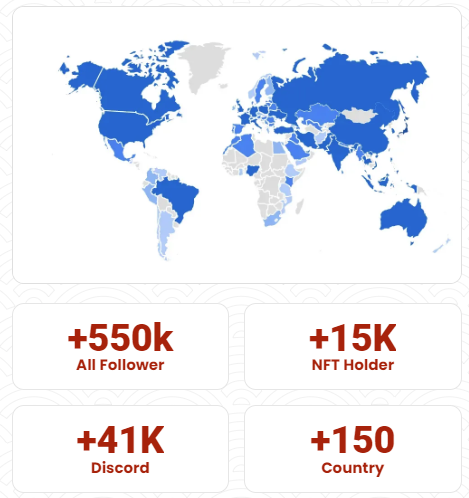 +550k
All Follower
+15K
NFT Holder
+41K
Discord
+150
Country